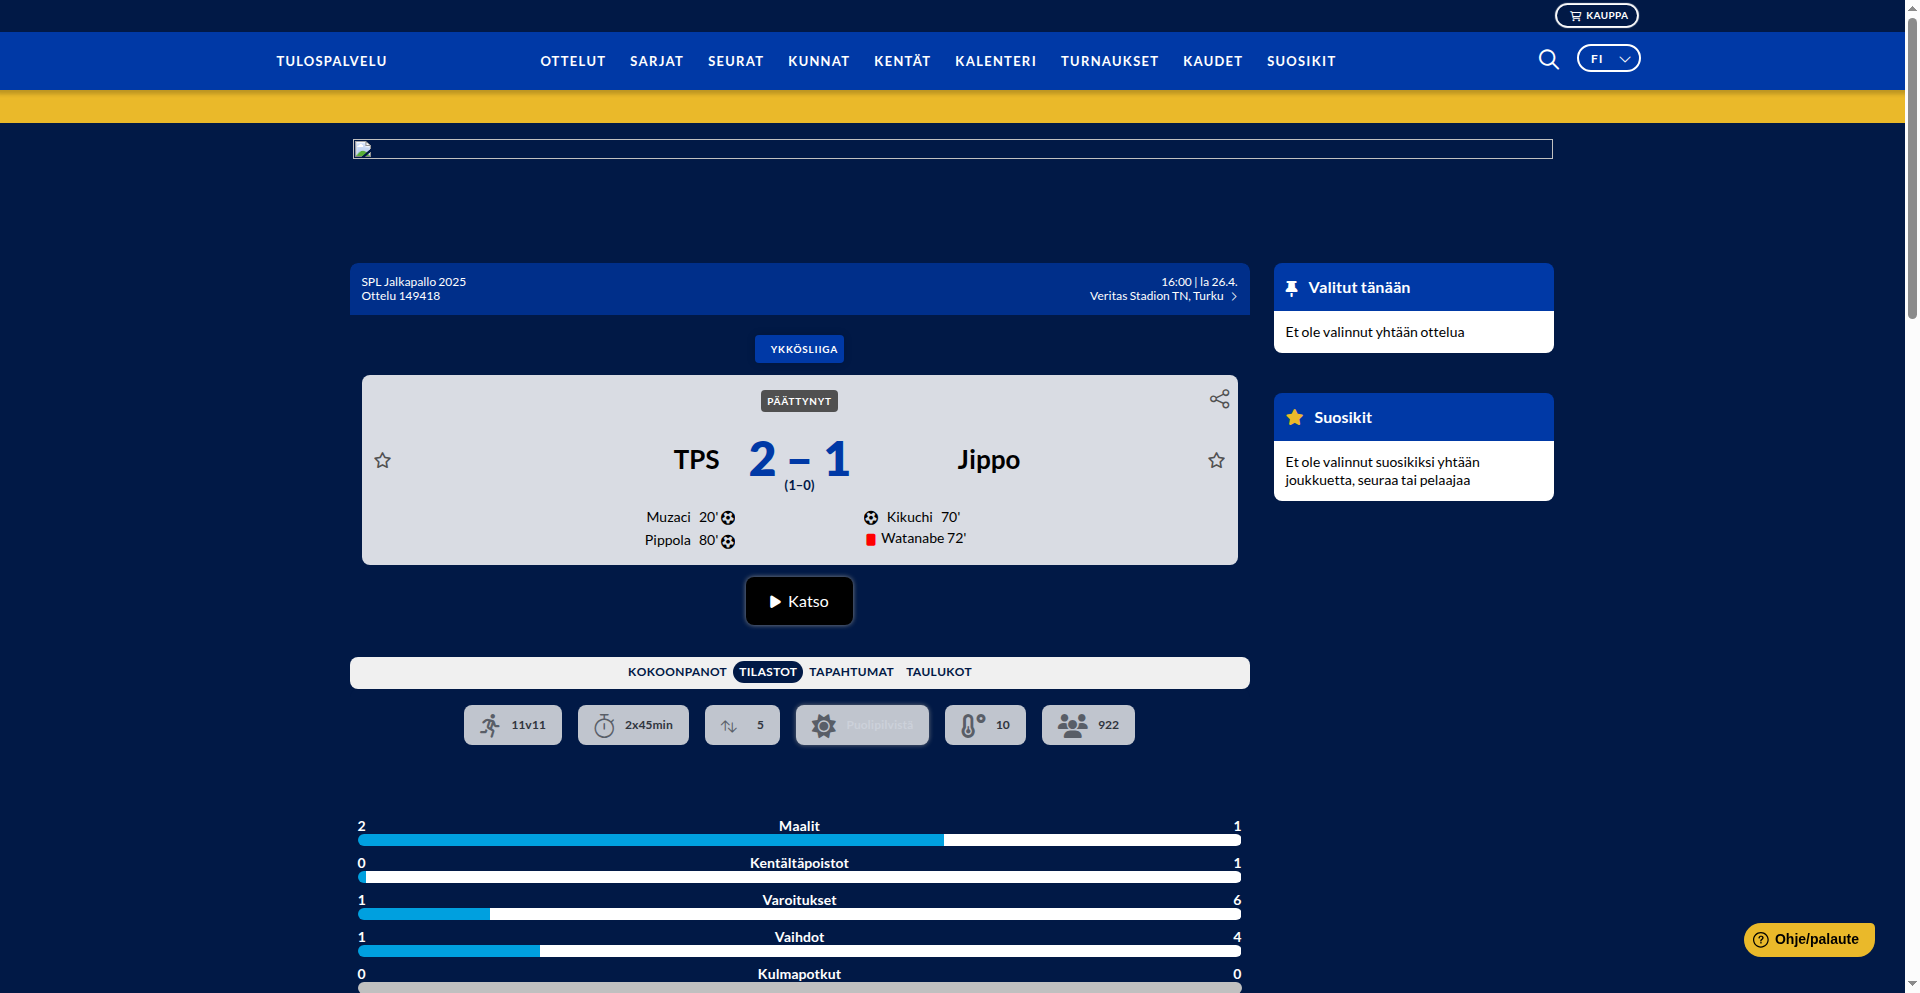 KAUPPA
TULOSPALVELU OTTELUT SARJAT SEURAT KUNNAT KENTÄT KALENTERI TURNAUKSET KAUDET SUOSIKIT FI
SPL Jalkapallo 2025 16:00 | la 26.4.
Ottelu 149418 Veritas Stadion TN, Turku
YKKÖSLIIGA
PÄÄTTYNYT
TPS 2 – 1 Jippo
(1–0)
Muzaci 20' Kikuchi 70'
Pippola 80' Watanabe 72'
Katso
KOKOONPANOT TILASTOT TAPAHTUMAT TAULUKOT
11v11 2x45min 5 Puolipilvistä 10 922
2 Maalit 1
0 Kentältäpoistot 1
1 Varoitukset 6
1 Vaihdot 4
0 Kulmapotkut 0
Valitut tänään
Et ole valinnut yhtään ottelua
Suosikit
Et ole valinnut suosikiksi yhtään
joukkuetta, seuraa tai pelaajaa
Ohje/palaute